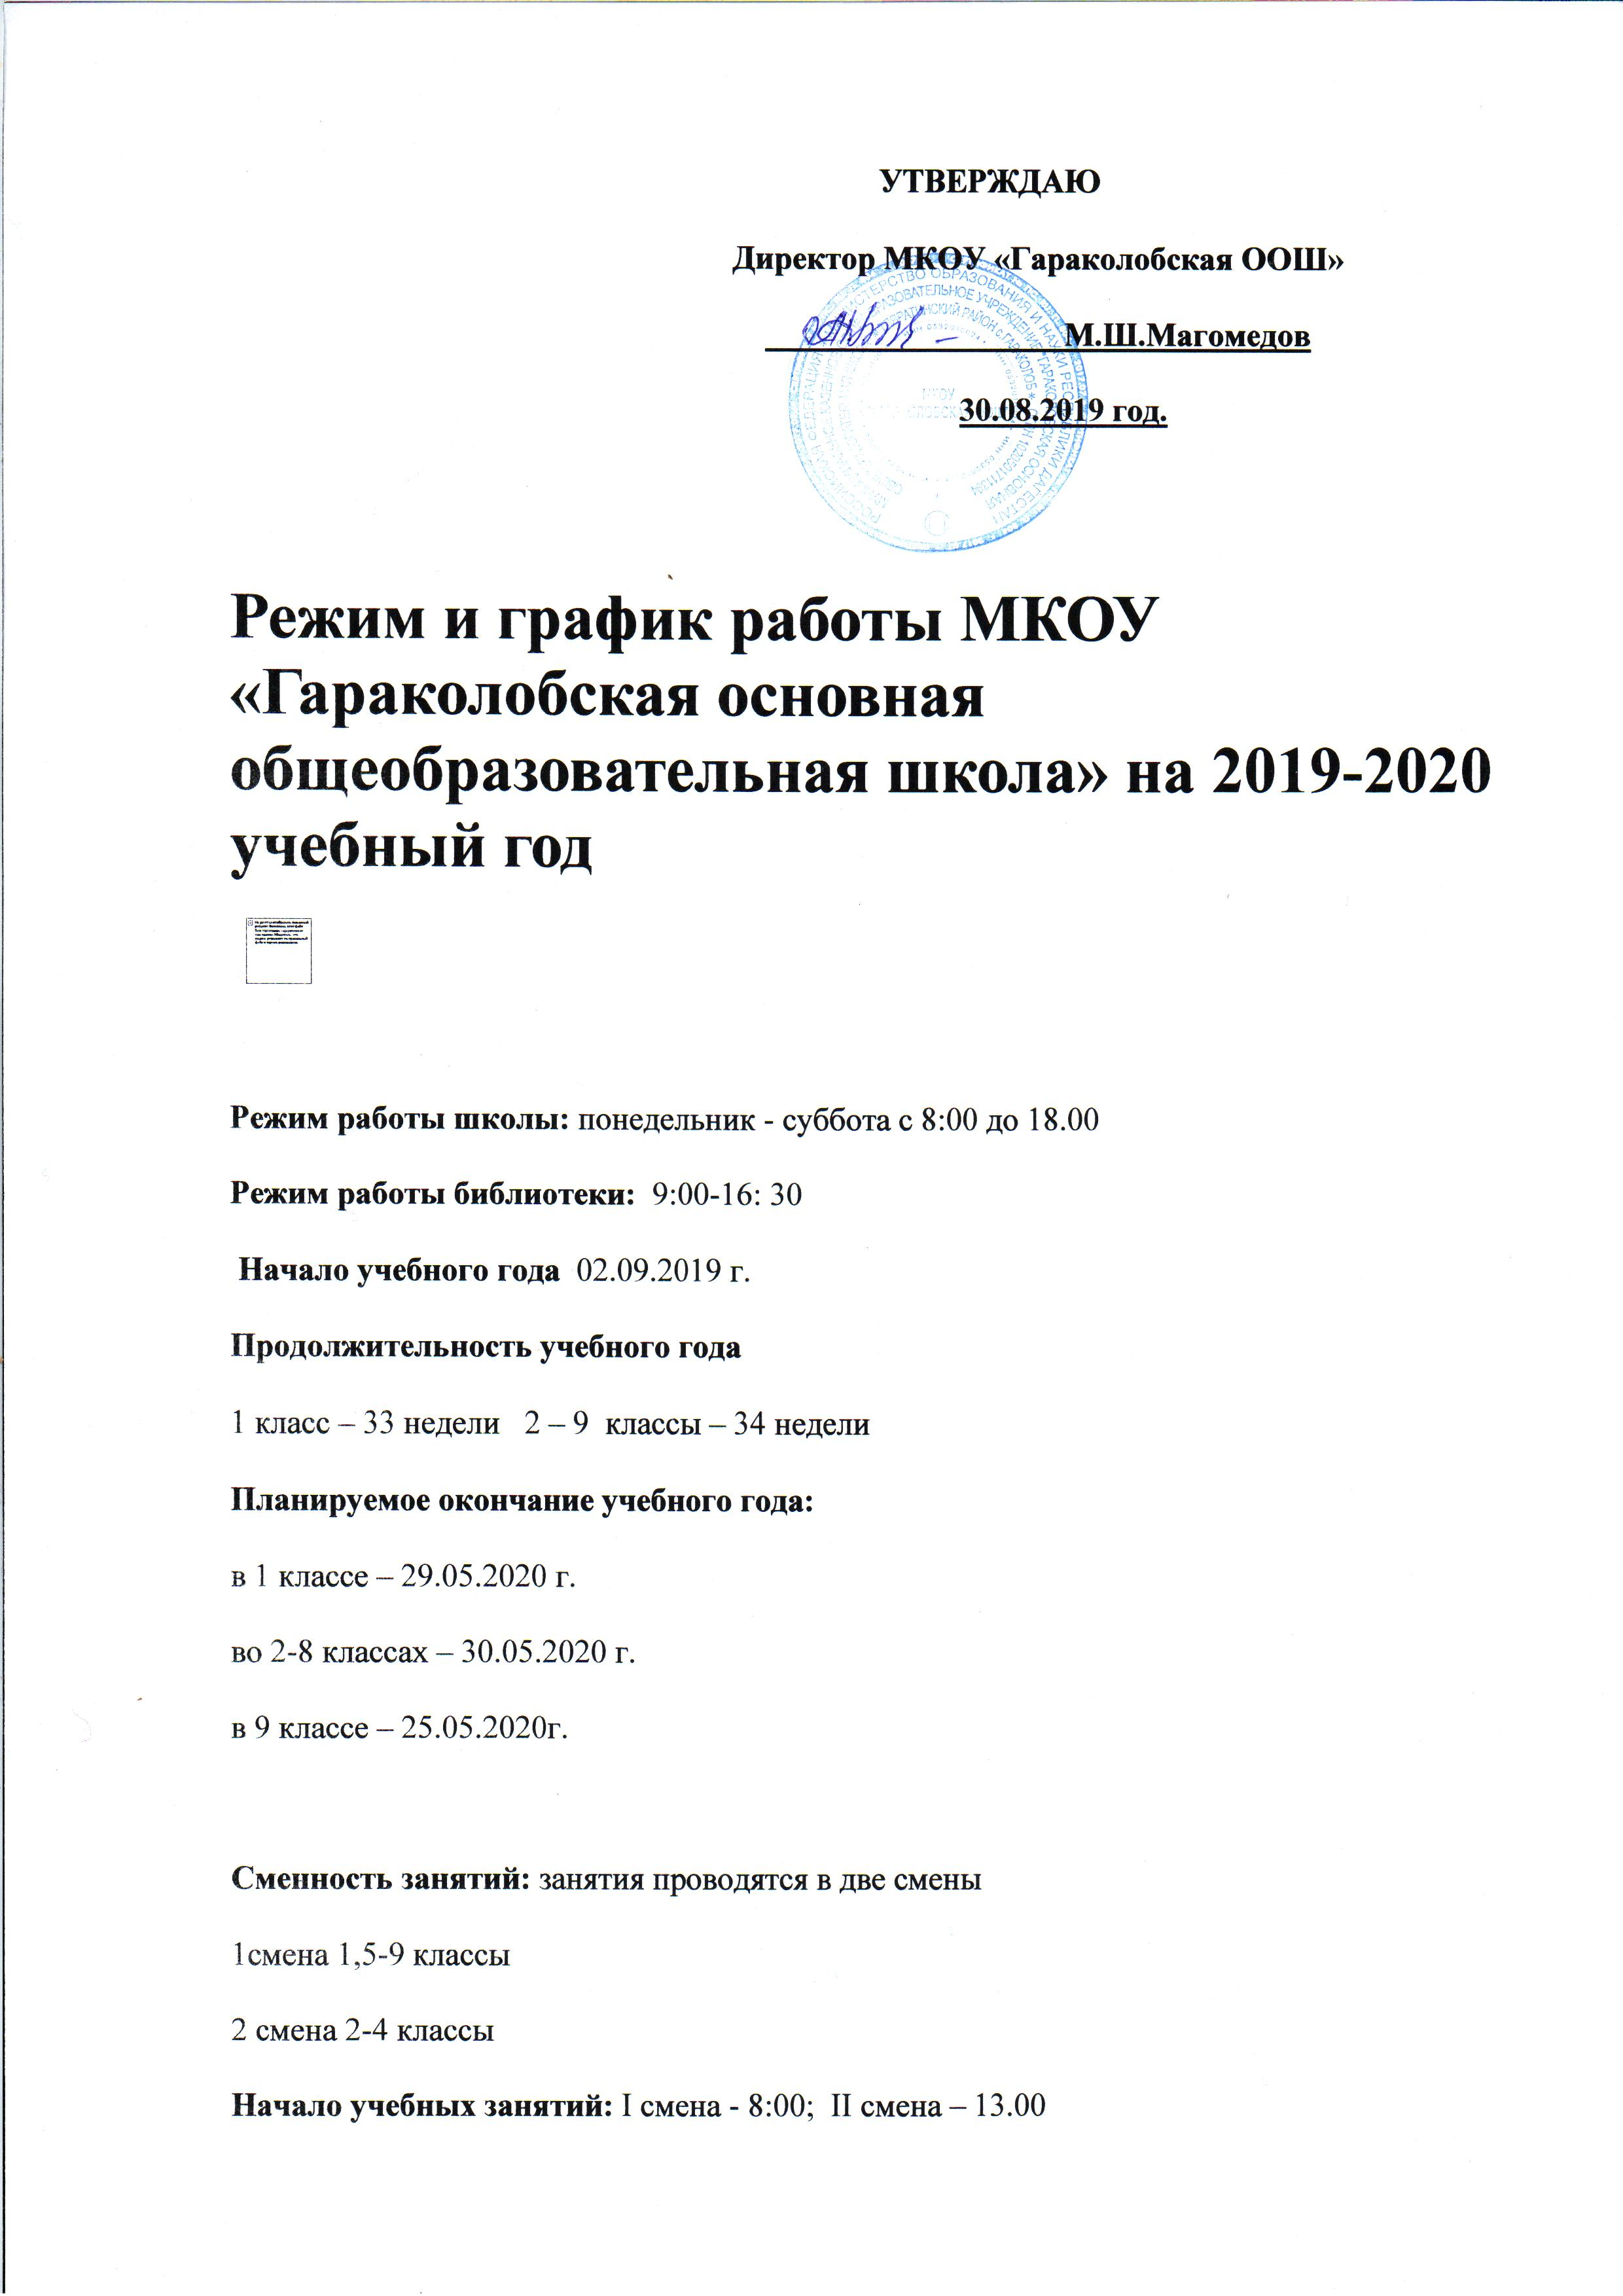 УТВЕРЖДАЮ
Директор МКОУ «Гараколобская ООШ»
М.Ш.Магомедов
30.08.2019 год.
Режим и график работы МКОУ
«Гараколобская основная
общеобразовательная школа» на 2019-2020
учебный год
Режим работы школы: понедельник - суббота с 8:00 до 18.00
Режим работы библиотеки: 9:00-16: 30
Начало учебного года 02.09.2019 г.
Продолжительность учебного года
1 класс – 33 недели 2 – 9 классы – 34 недели
Планируемое окончание учебного года:
в 1 классе – 29.05.2020 г.
во 2-8 классах – 30.05.2020 г.
в 9 классе – 25.05.2020г.
Сменность занятий: занятия проводятся в две смены
1смена 1,5-9 классы
2 смена 2-4 классы
Начало учебных занятий: I смена - 8:00; II смена – 13.00